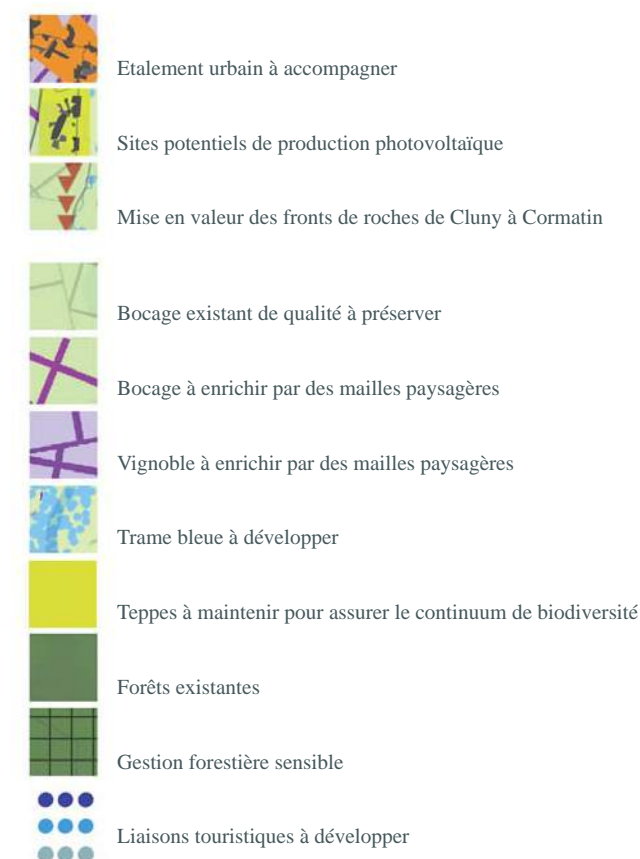 Etalement urbain à accompagner
Sites potentiels de production photovoltaïque
Mise en valeur des fronts de roches de Cluny à Cormatin
Bocage existant de qualité à préserver
Bocage à enrichir par des mailles paysagères
Vignoble à enrichir par des mailles paysagères
Trame bleue à développer
Teppes à maintenir pour assurer le continuum de biodiversité
Forêts existantes
Gestion forestière sensible
Liaisons touristiques à développer